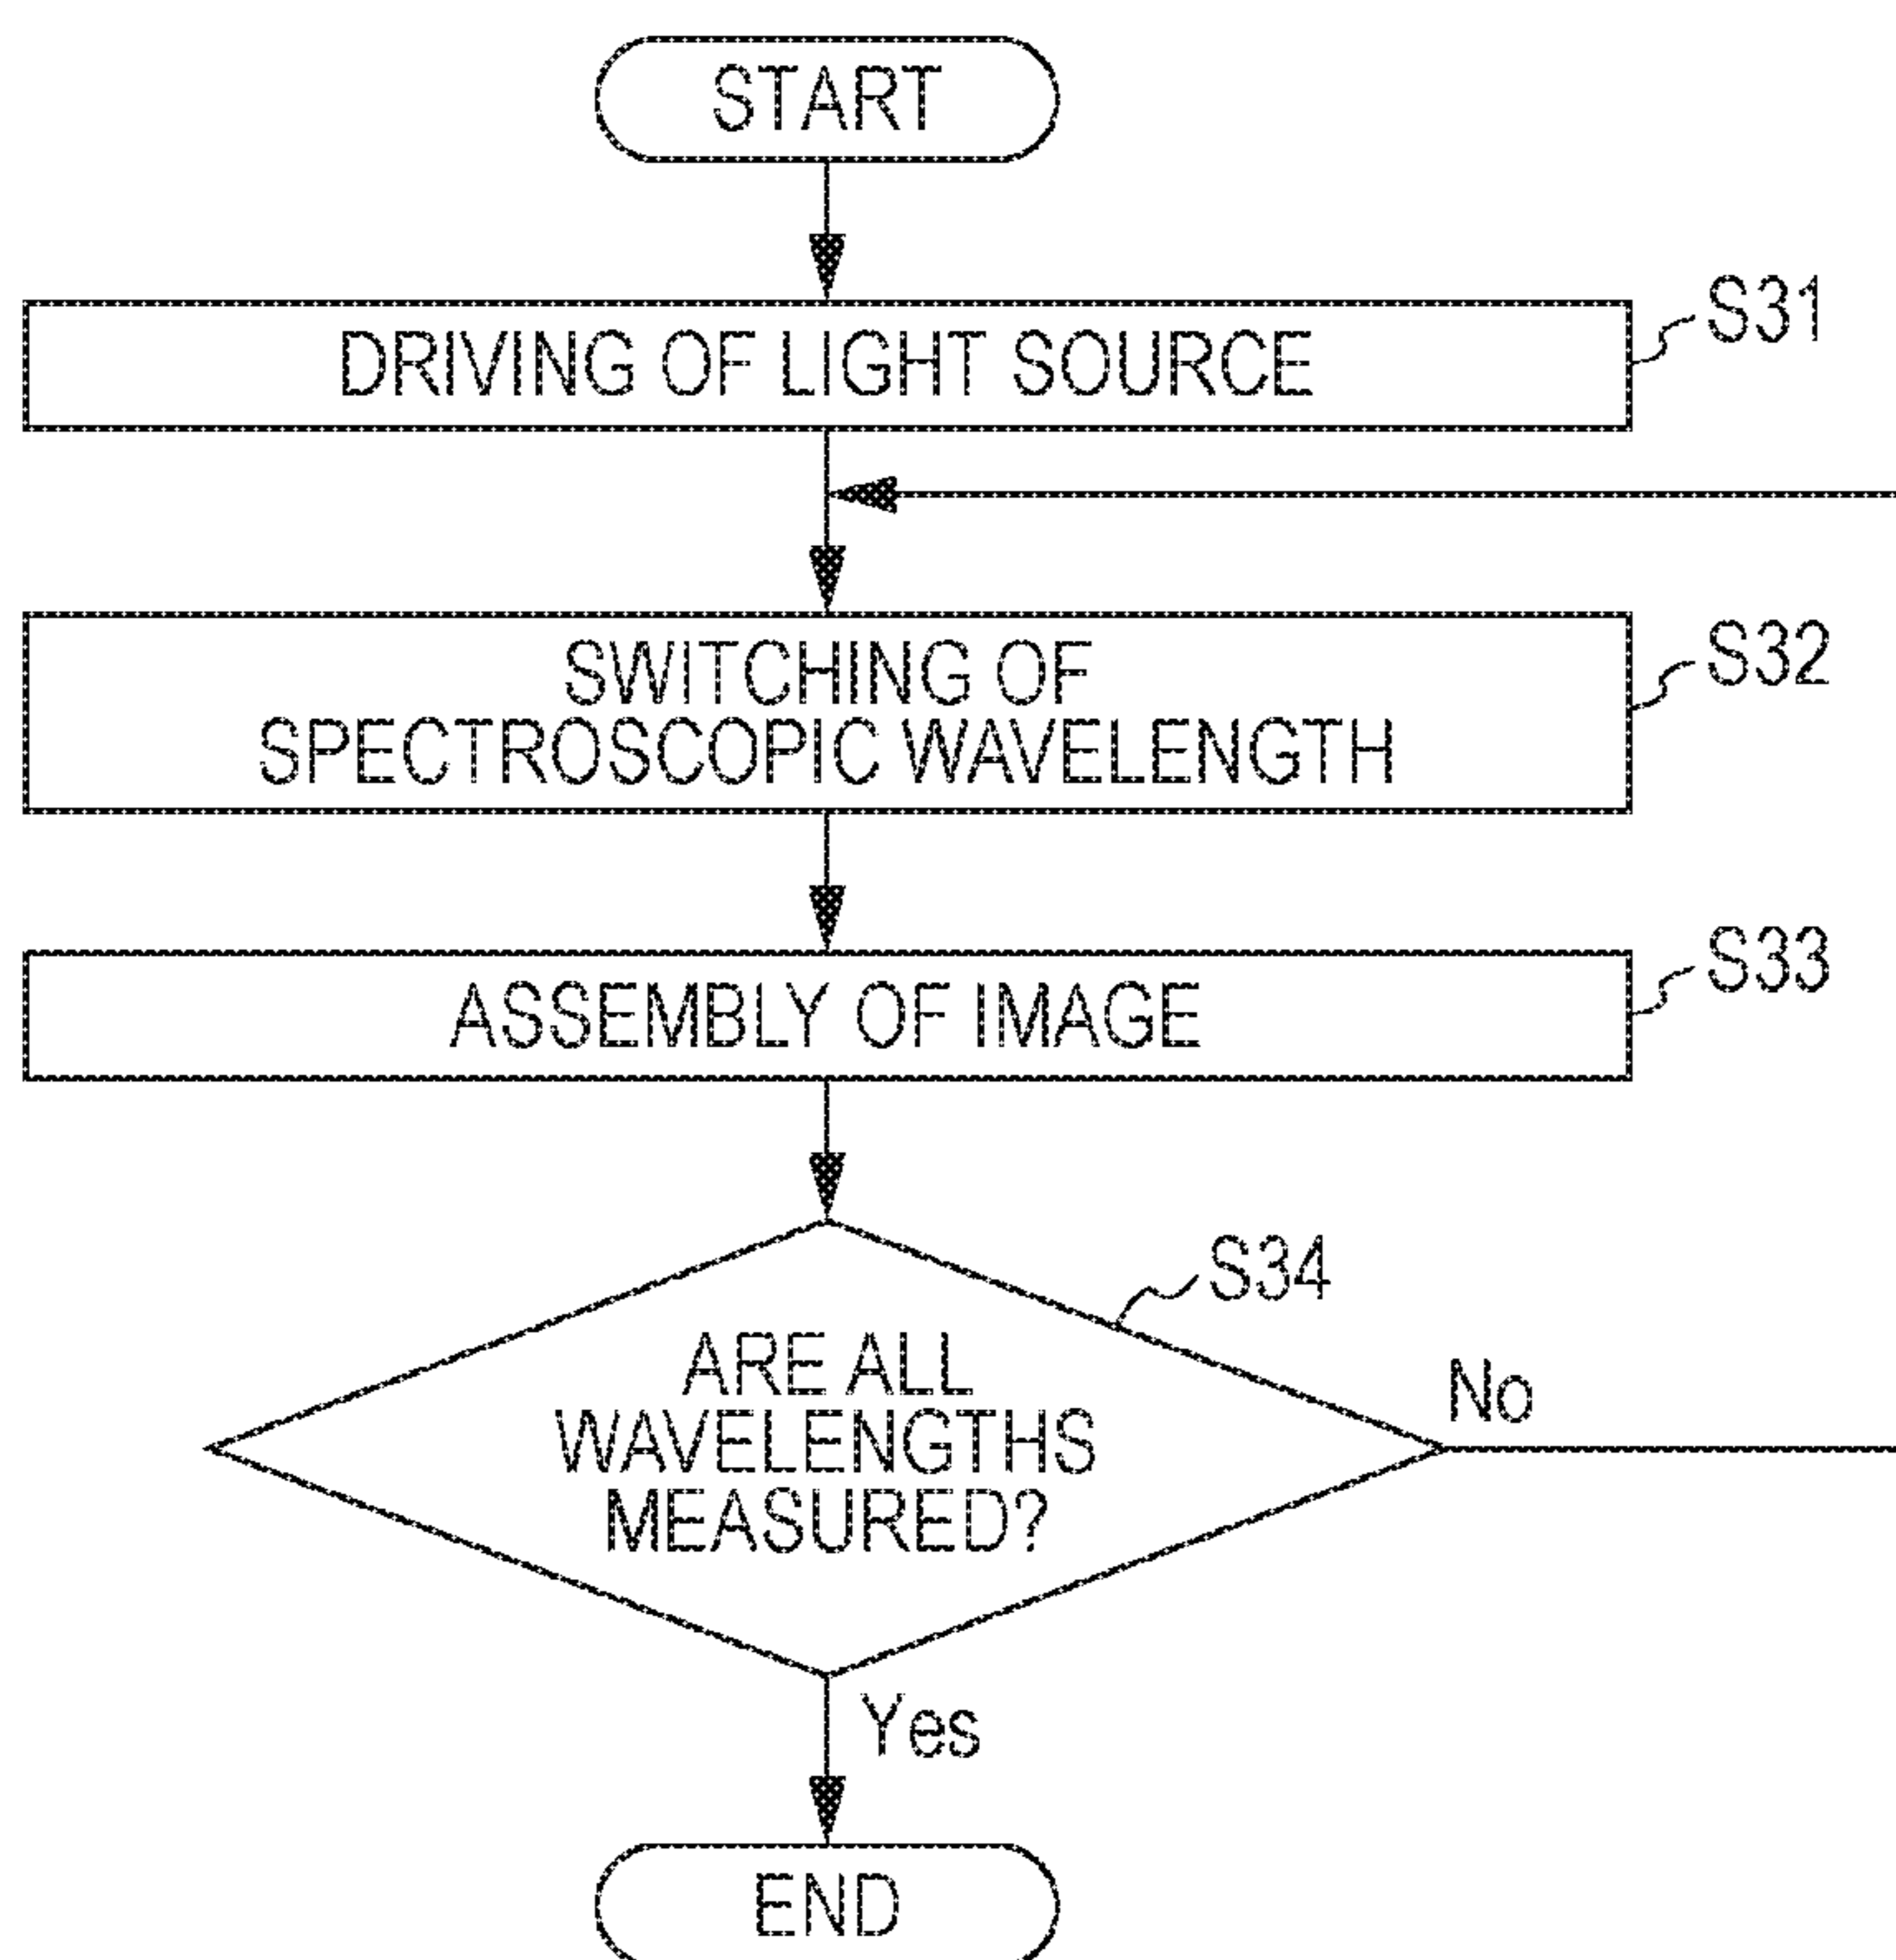 START
DRIVING OF LIGHT SOURCE
S31
SWITCHING OF
SPECTROSCOPIC WAVELENGTH
S32
ASSEMBLY OF IMAGE
S33
S34
ARE ALL
WAVELENGTHS
MEASURED?
No
Yes
END